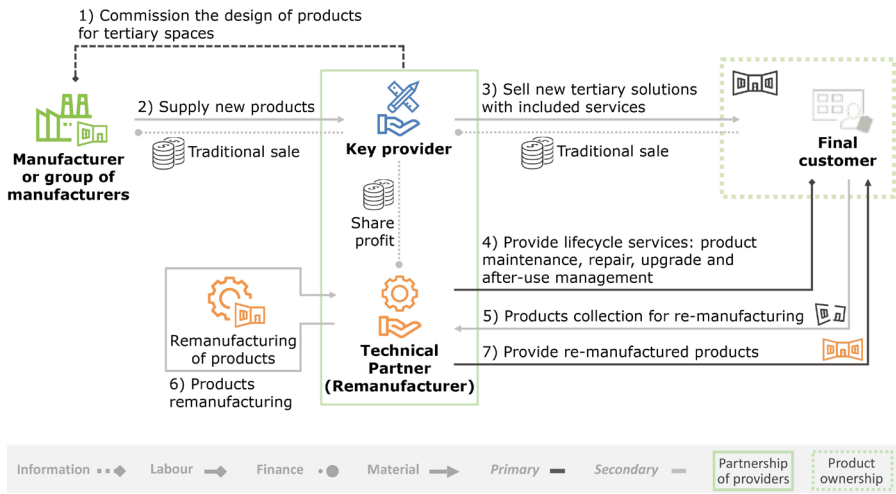 1) Commission the design of products
for tertiary spaces
2) Supply new products
3) Sell new tertiary solutions
with included services
Traditional sale
Key provider
Traditional sale
Manufacturer
or group of
manufacturers
Final
customer
Share
profit
4) Provide lifecycle services: product
maintenance, repair, upgrade and
after-use management
5) Products collection for re-manufacturing
Remanufacturing
of products
Technical
Partner
(Remanufacturer)
7) Provide re-manufactured products
6) Products
remanufacturing
Information
Labour
Finance
Material
Primary
Secondary
Partnership
of providers
Product
ownership